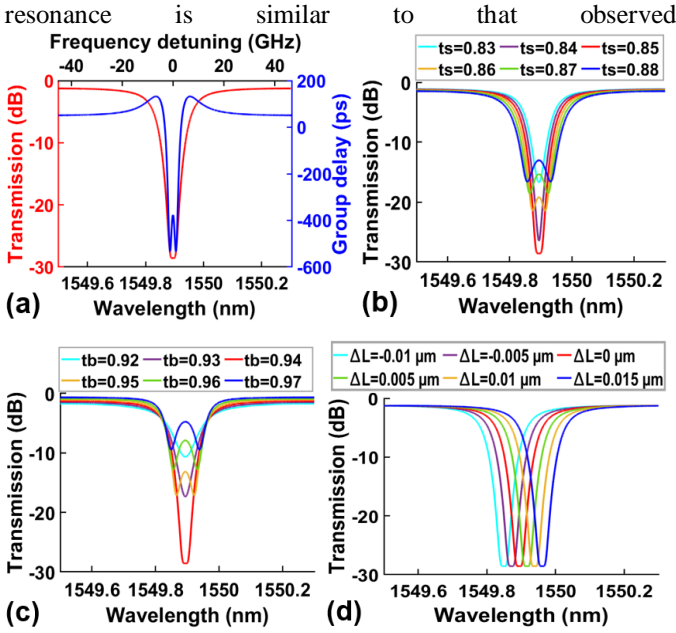 resonance is similar to that observed
Frequency detuning (GHz)
-40 -20 0 20 40
Transmission (dB)
0
-10
-20
-30
200
0
-200
-400
-600
Group delay (ps)
1549.6 1549.8 1550 1550.2
(a) Wavelength (nm)
ts=0.83 ts=0.84 ts=0.85
ts=0.86 ts=0.87 ts=0.88
Transmission (dB)
0
-10
-20
-30
1549.6 1549.8 1550 1550.2
(b) Wavelength (nm)
tb=0.92 tb=0.93 tb=0.94
tb=0.95 tb=0.96 tb=0.97
Transmission (dB)
0
-10
-20
-30
1549.6 1549.8 1550 1550.2
(c) Wavelength (nm)
ΔL=-0.01 µm ΔL=-0.005 µm ΔL=0 µm
ΔL=0.005 µm ΔL=0.01 µm ΔL=0.015 µm
Transmission (dB)
0
-10
-20
-30
1549.6 1549.8 1550 1550.2
(d) Wavelength (nm)